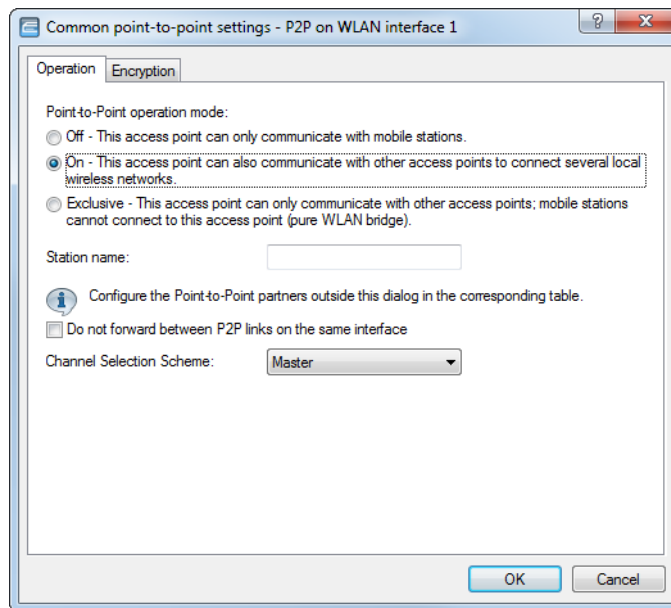 Common point-to-point settings - P2P on WLAN interface 1
Operation
Encryption
Point-to-Point operation mode:
Off - This access point can only communicate with mobile stations.
On - This access point can also communicate with other access points to connect several local
wireless networks.
Exclusive - This access point can only communicate with other access points; mobile stations
cannot connect to this access point (pure WLAN bridge).
Station name:
Configure the Point-to-Point partners outside this dialog in the corresponding table.
Do not forward between P2P links on the same interface
Channel Selection Scheme:
Master
OK
Cancel